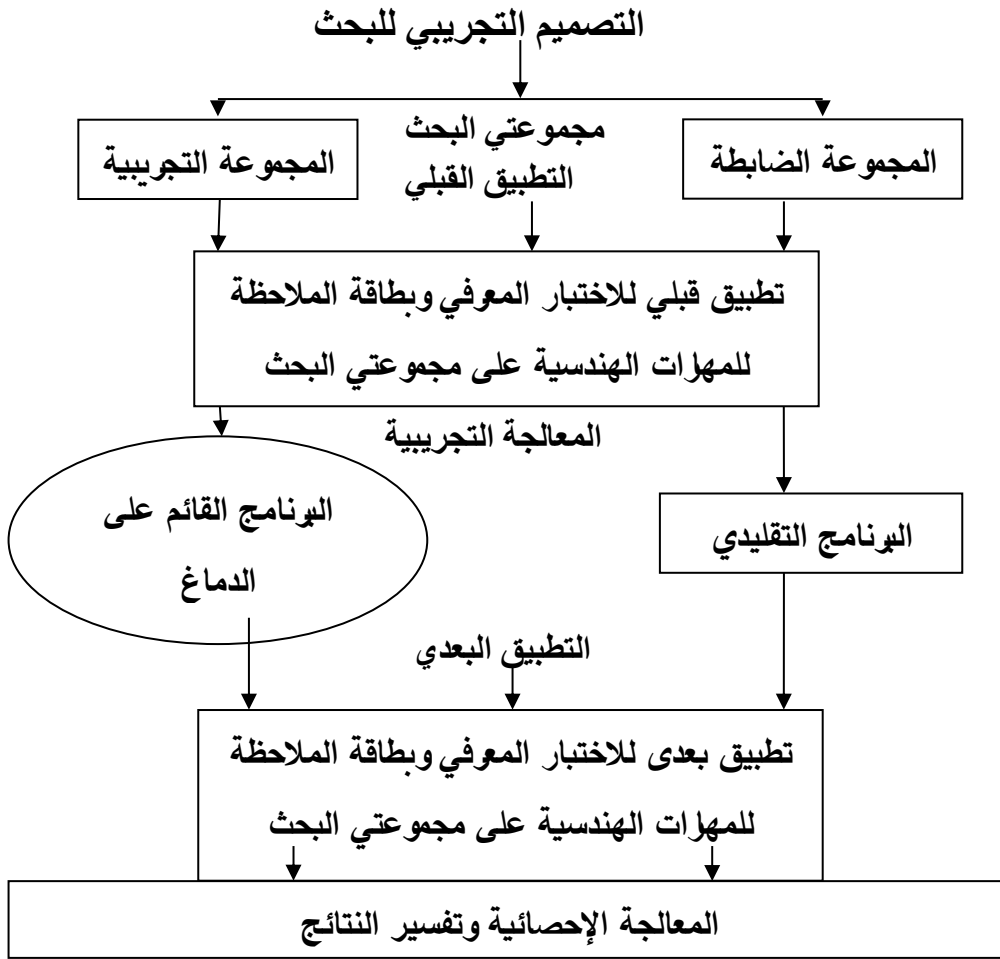 التصميم التجريبي للبحث
مجموعتي البحث
المجموعة الضابطة
المجموعة التجريبية
التطبيق القبلي
تطبيق قبلي للاختبار المعرفي وبطاقة الملاحظة
للمهارات الهندسية على مجموعتي البحث
المعالجة التجريبية
البرنامج القائم على
الدماغ
البرنامج التقليدي
التطبيق البعدي
تطبيق بعدى للاختبار المعرفي وبطاقة الملاحظة
للمهارات الهندسية على مجموعتي البحث
المعالجة الإحصائية وتفسير النتائج